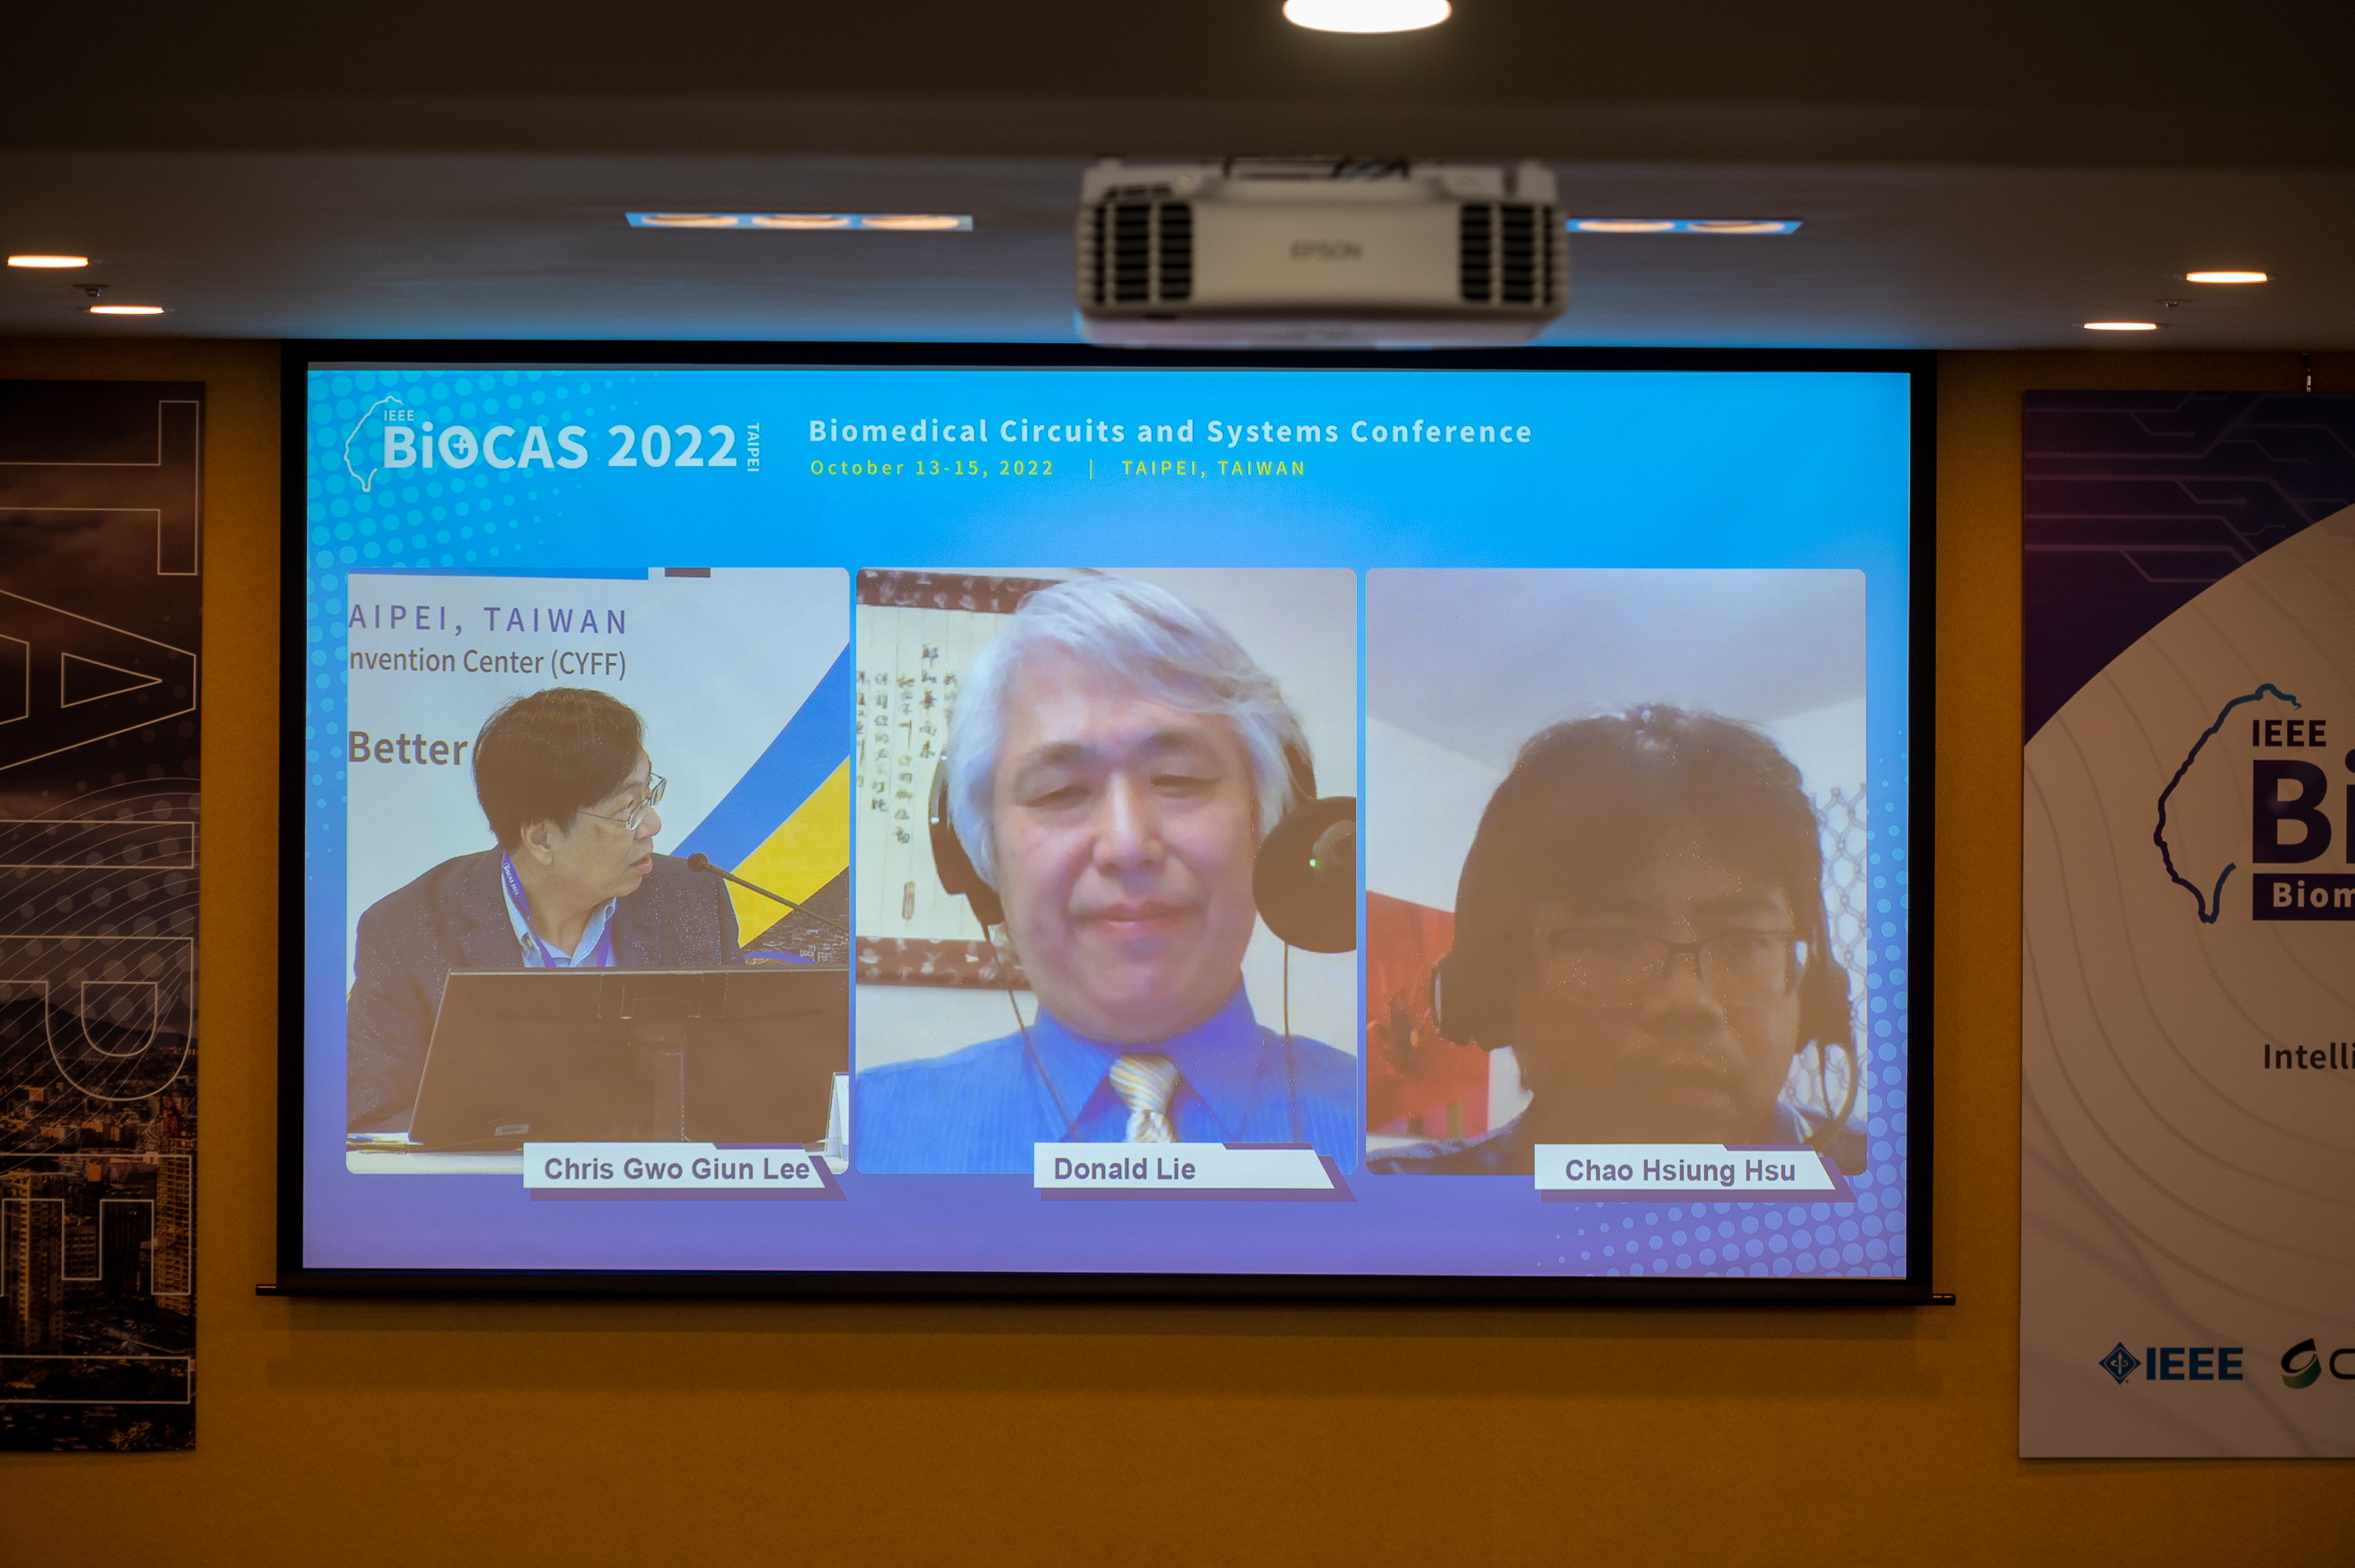 EPSON
IEEE
BiOCAS 2022
TAIPEI
Biomedical Circuits and Systems Conference
October 13-15, 2022 | TAIPEI, TAIWAN
AIPEI, TAIWAN
nvention Center (CYFF)
Better
Chris Gwo Giun Lee
Donald Lie
Chao Hsiung Hsu
TAIPEI
IEEE
Bi
Biom
Intelli
IEEE